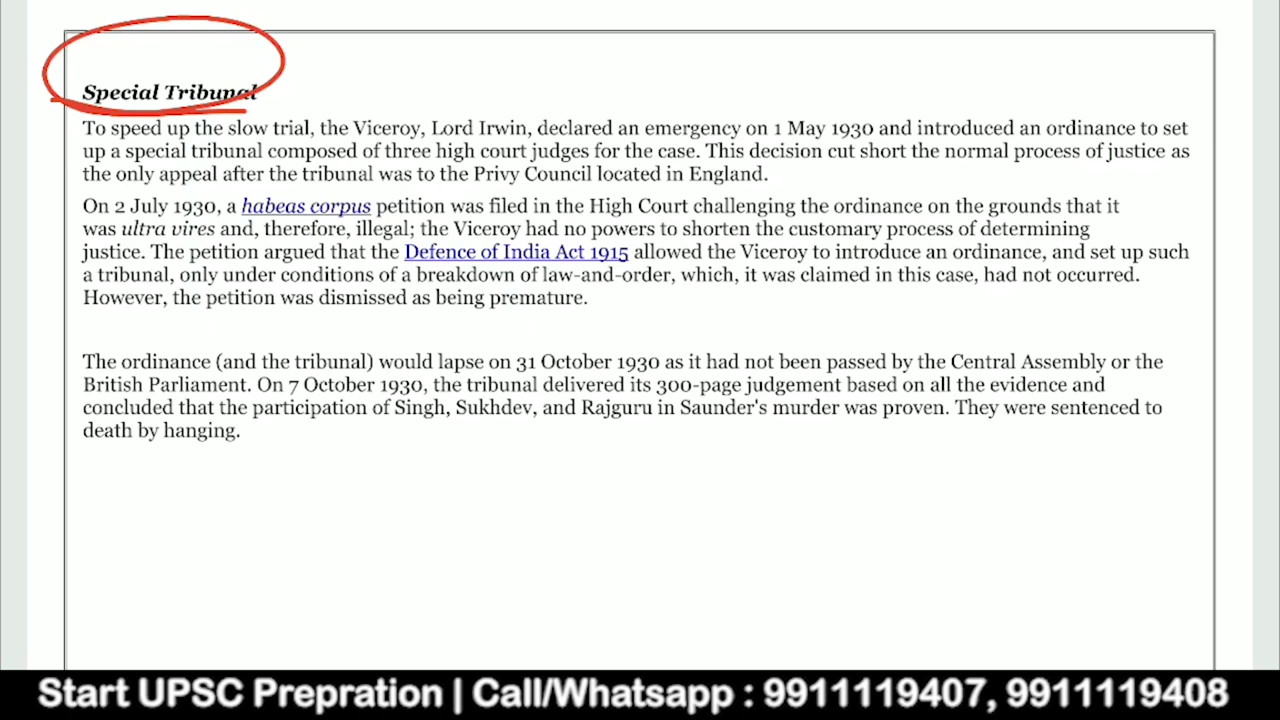 Special Tribunal
To speed up the slow trial, the Viceroy, Lord Irwin, declared an emergency on 1 May 1930 and introduced an ordinance to set
up a special tribunal composed of three high court judges for the case. This decision cut short the normal process of justice as
the only appeal after the tribunal was to the Privy Council located in England.
On 2 July 1930, a habeas corpus petition was filed in the High Court challenging the ordinance on the grounds that it
was ultra vires and, therefore, illegal; the Viceroy had no powers to shorten the customary process of determining
justice. The petition argued that the Defence of India Act 1915 allowed the Viceroy to introduce an ordinance, and set up such
a tribunal, only under conditions of a breakdown of law-and-order, which, it was claimed in this case, had not occurred.
However, the petition was dismissed as being premature.
The ordinance (and the tribunal) would lapse on 31 October 1930 as it had not been passed by the Central Assembly or the
British Parliament. On 7 October 1930, the tribunal delivered its 300-page judgement based on all the evidence and
concluded that the participation of Singh, Sukhdev, and Rajguru in Saunder's murder was proven. They were sentenced to
death by hanging.
Start UPSC Prepration | Call/Whatsapp : 9911119407, 9911119408